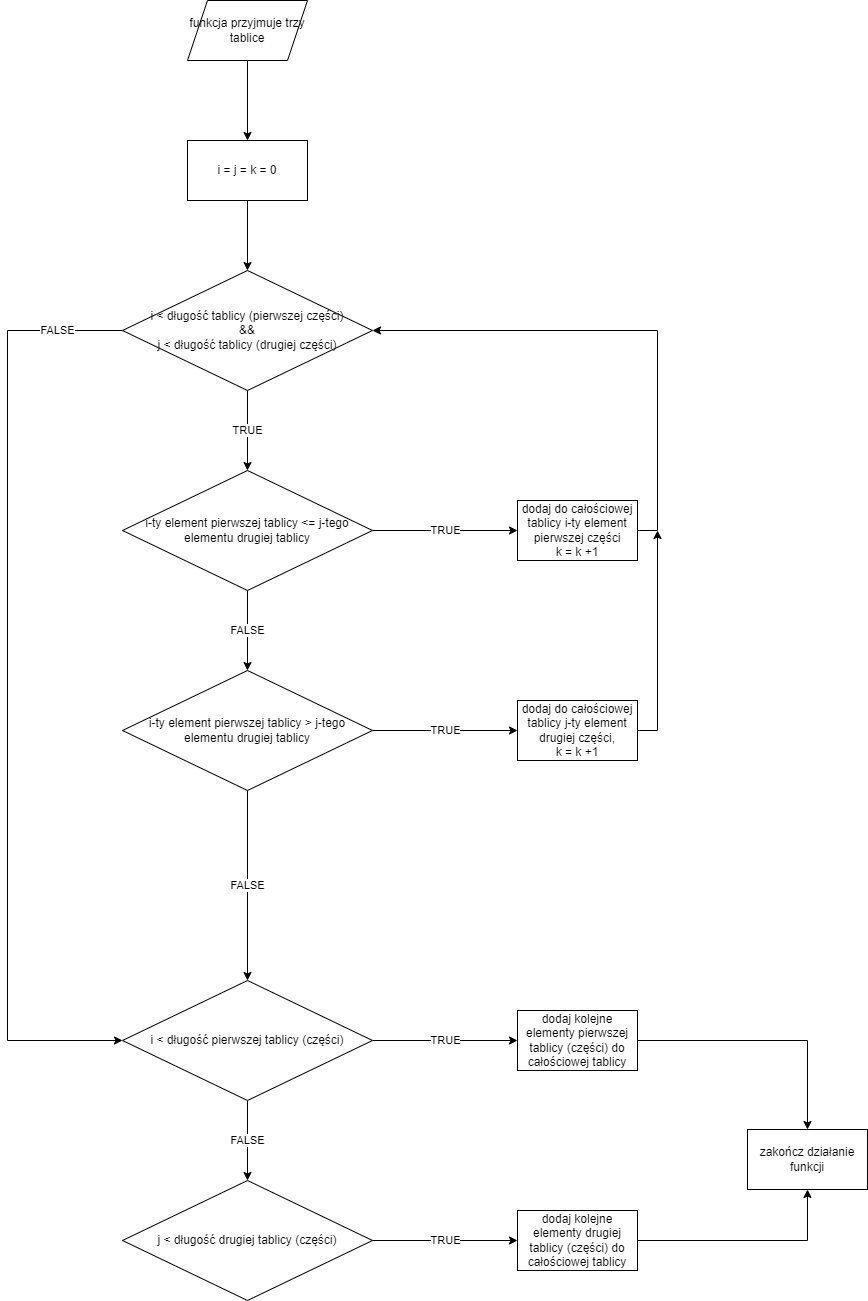 funkcja przyjmuje trzy
tablice
i = j = k = 0
i < długość tablicy (pierwszej części)
&&
j < długość tablicy (drugiej części)
FALSE
TRUE
i-ty element pierwszej tablicy <= j-tego
elementu drugiej tablicy
TRUE
dodaj do całościowej
tablicy i-ty element
pierwszej części
k = k +1
FALSE
i-ty element pierwszej tablicy > j-tego
elementu drugiej tablicy
TRUE
dodaj do całościowej
tablicy j-ty element
drugiej części,
k = k +1
FALSE
i < długość pierwszej tablicy (części)
TRUE
dodaj kolejne
elementy pierwszej
tablicy (części) do
całościowej tablicy
FALSE
zakończ działanie
funkcji
j < długość drugiej tablicy (części)
TRUE
dodaj kolejne
elementy drugiej
tablicy (części) do
całościowej tablicy